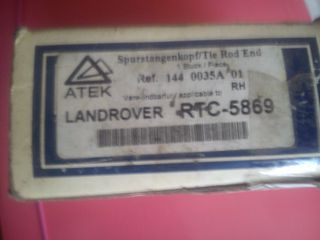 Spurstangenkopf/Tie Rod End
1 Stück / Piece
Ref. 144 0035A 01
RH
ATEK
Verwendbar für / applicable to
LANDROVER RTC-5869